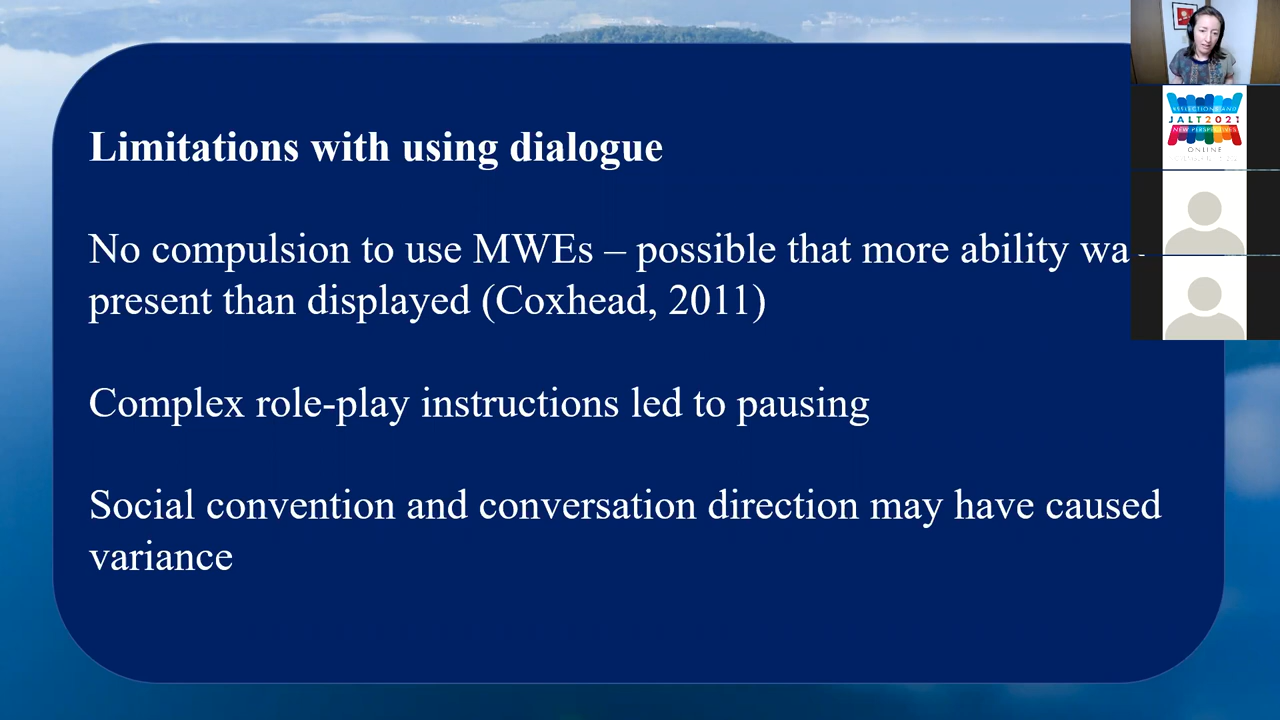 Limitations with using dialogue
No compulsion to use MWEs – possible that more ability
present than displayed (Coxhead, 2011)
Complex role-play instructions led to pausing
Social convention and conversation direction may have caused
variance
REFLECTIONS AND
JALT2021
NEW PERSPECTIVES
ONLINE